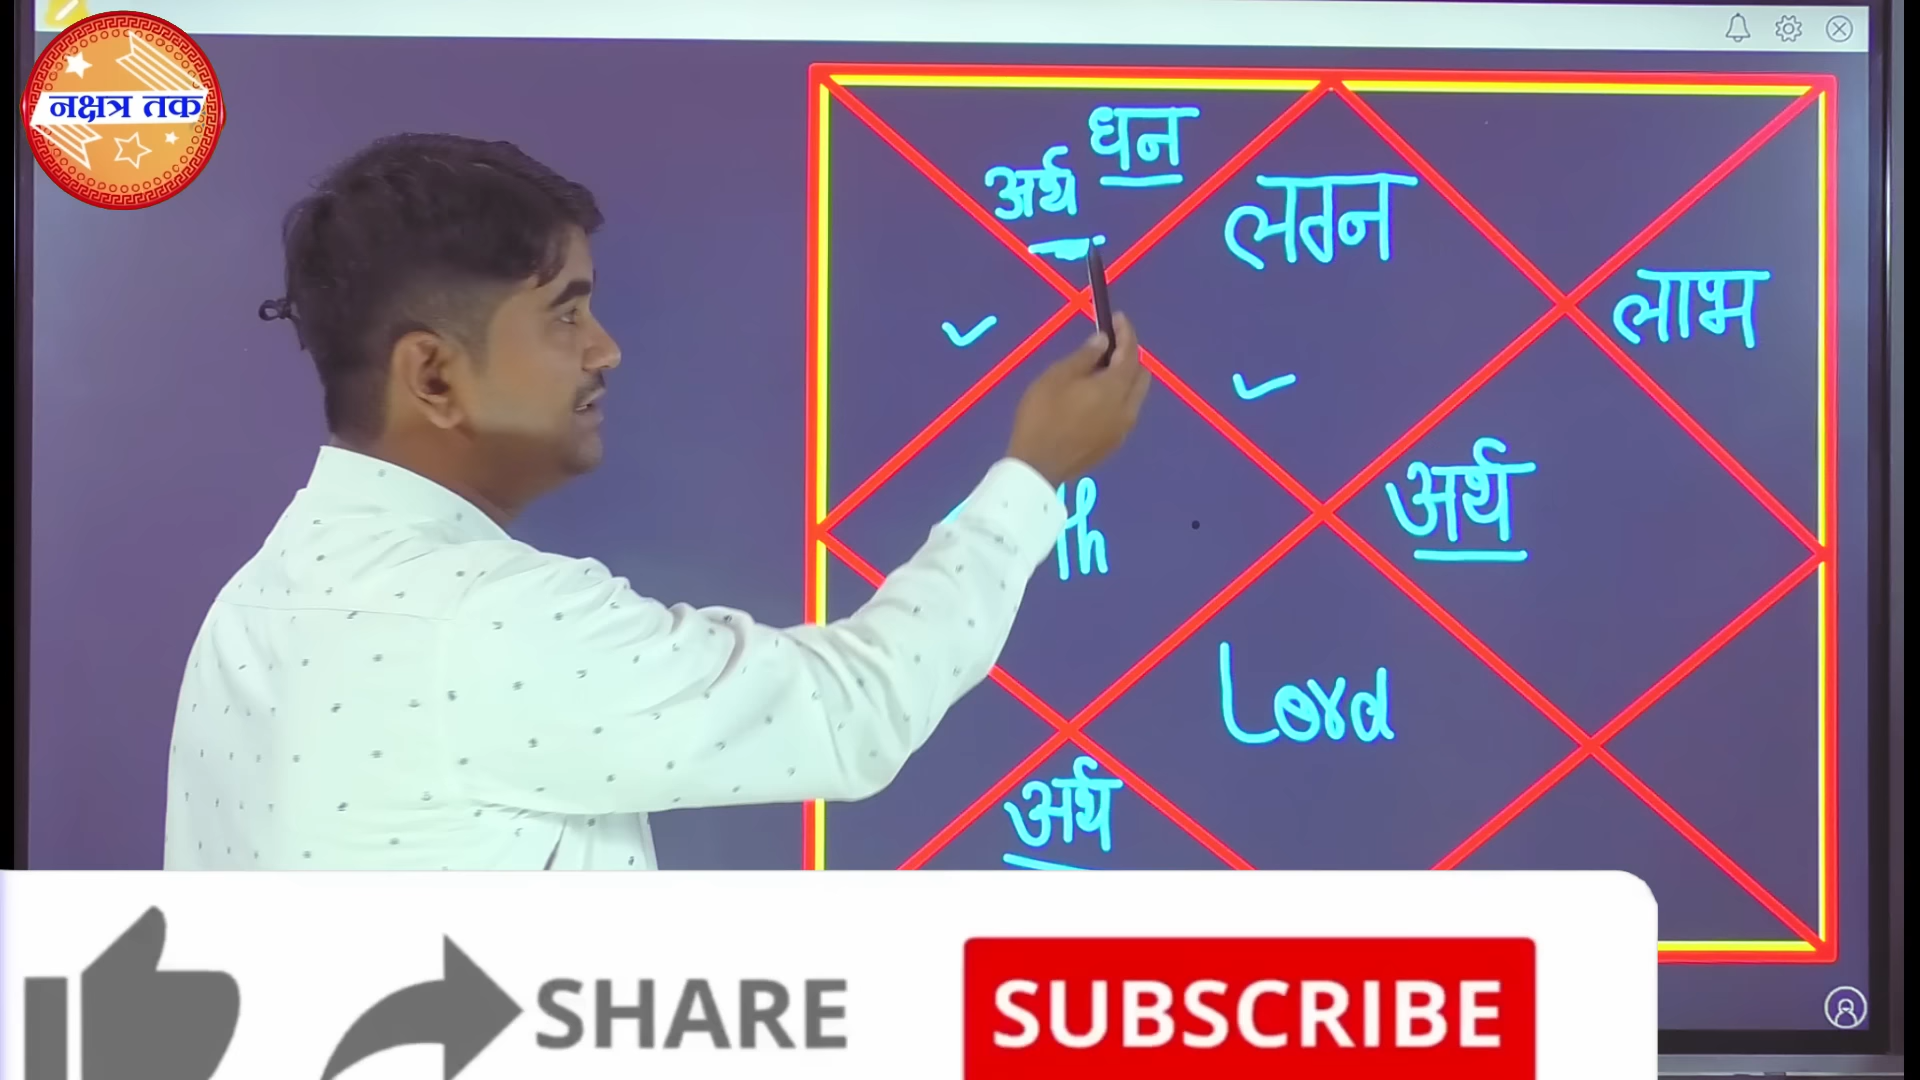 नक्षत्र तक
धन
अर्थ
लग्न
लाभ
अर्थ
th
Lord
अर्थ
SHARE
SUBSCRIBE